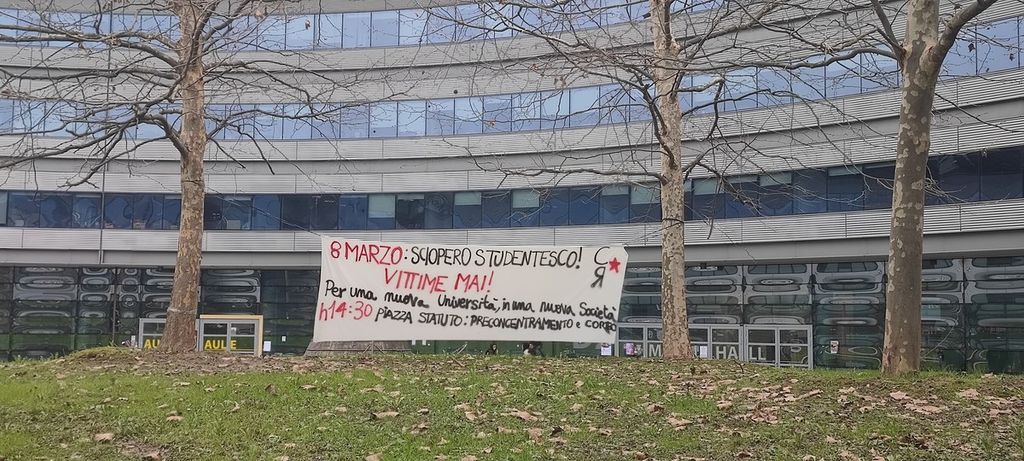 8 MARZO: SCIOPERO STUDENTESCO!
VITTIME MAI!
Per una nuova Università, in una nuova Società
h14:30 PIAZZA STATUTO: PRECONCENTRAMENTO e CORTEO
C
R
AULE
AULE
HALL